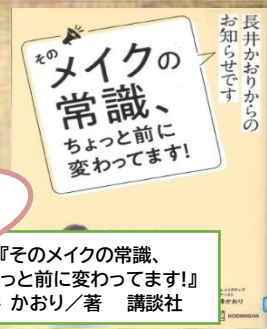 長井かおりからの
お知らせです
その
メイクの
常識、
ちょっと前に
変わってます!
『そのメイクの常識、
っと前に変わってます!』
かおり/著 講談社
KODANSHA